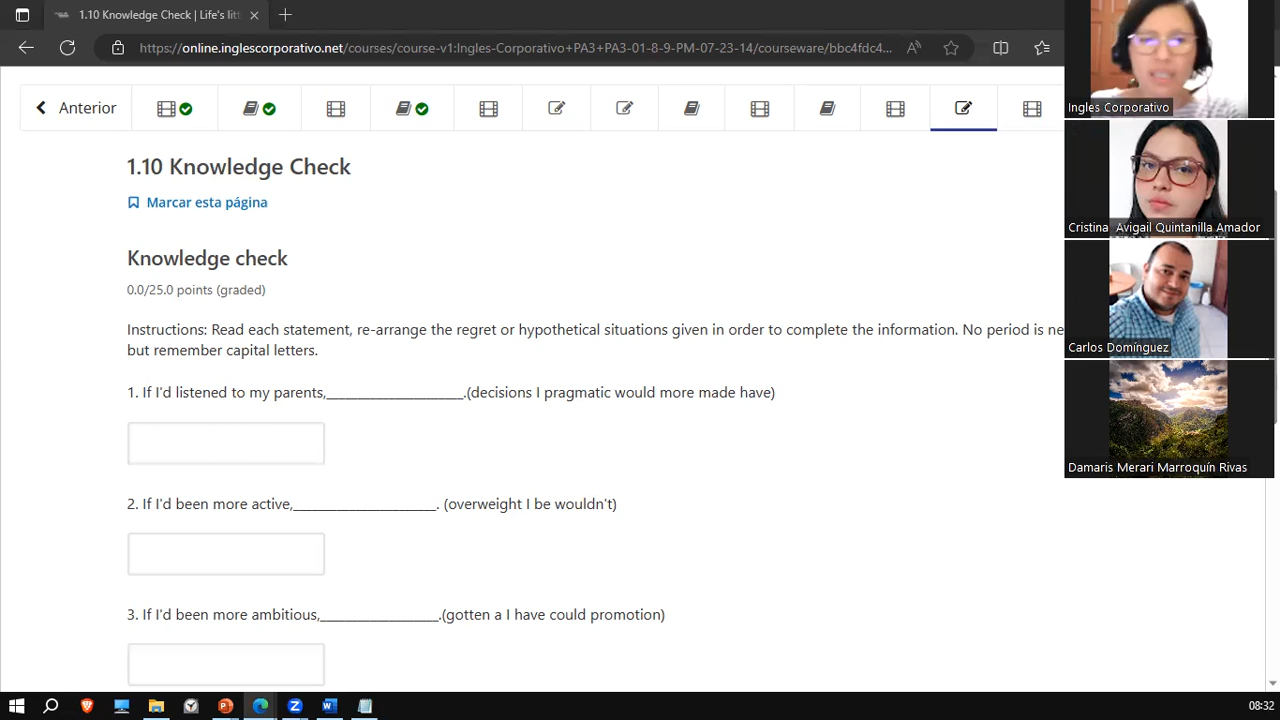 1.10 Knowledge Check | Life's litt
https://online.inglescorporativo.net/courses/course-v1:Ingles-Corporativo+PA3+PA3-01-8-9-PM-07-23-14/courseware/bbc4fdc4...
Anterior
1.10 Knowledge Check
Marcar esta página
Knowledge check
0.0/25.0 points (graded)
Instructions: Read each statement, re-arrange the regret or hypothetical situations given in order to complete the information. No period is ne
but remember capital letters.
1. If I'd listened to my parents,___________________.(decisions I pragmatic would more made have)
2. If I'd been more active,____________________. (overweight I be wouldn't)
3. If I'd been more ambitious,_________________.(gotten a I have could promotion)
Ingles Corporativo
Cristina Avigail Quintanilla Amador
Carlos Domínguez
Damaris Merari Marroquín Rivas
08:32